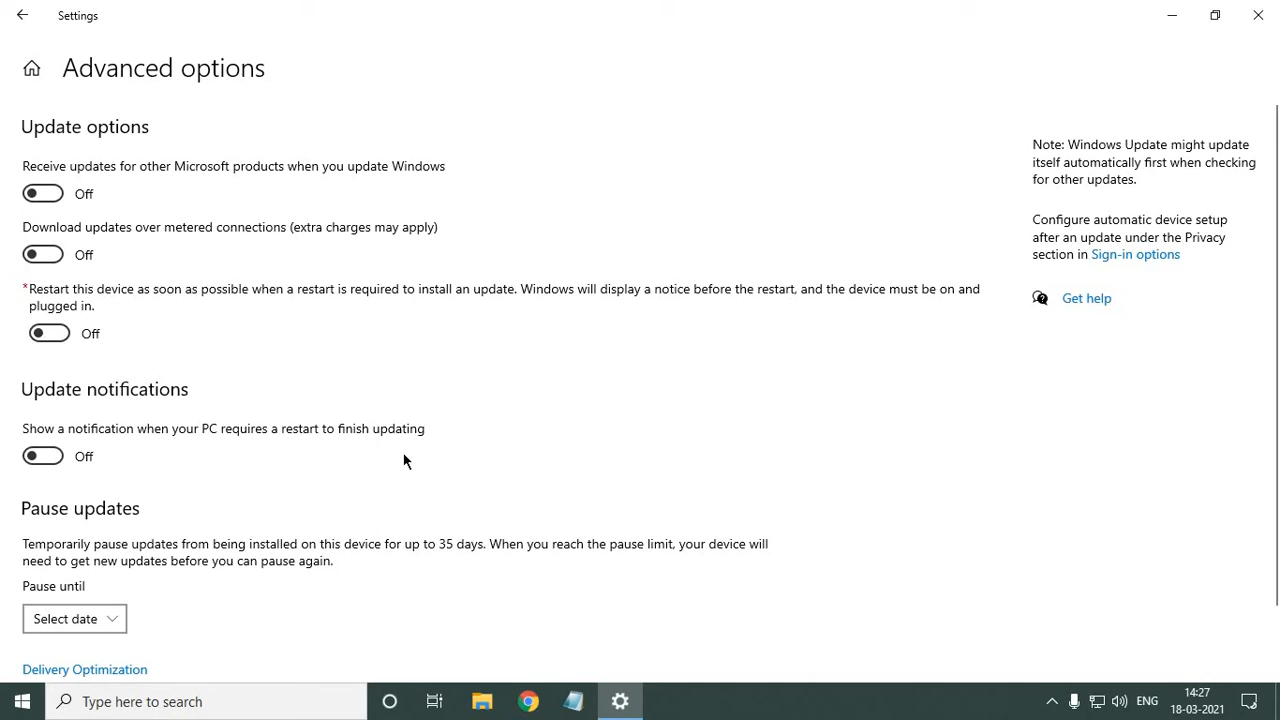 Settings
Advanced options
Update options
Receive updates for other Microsoft products when you update Windows
Off
Download updates over metered connections (extra charges may apply)
Off
*Restart this device as soon as possible when a restart is required to install an update. Windows will display a notice before the restart, and the device must be on and
plugged in.
Off
Update notifications
Show a notification when your PC requires a restart to finish updating
Off
Pause updates
Temporarily pause updates from being installed on this device for up to 35 days. When you reach the pause limit, your device will
need to get new updates before you can pause again.
Pause until
Select date
Delivery Optimization
Note: Windows Update might update
itself automatically first when checking
for other updates.
Configure automatic device setup
after an update under the Privacy
section in Sign-in options
Get help
Type here to search
ENG
14:27
18-03-2021